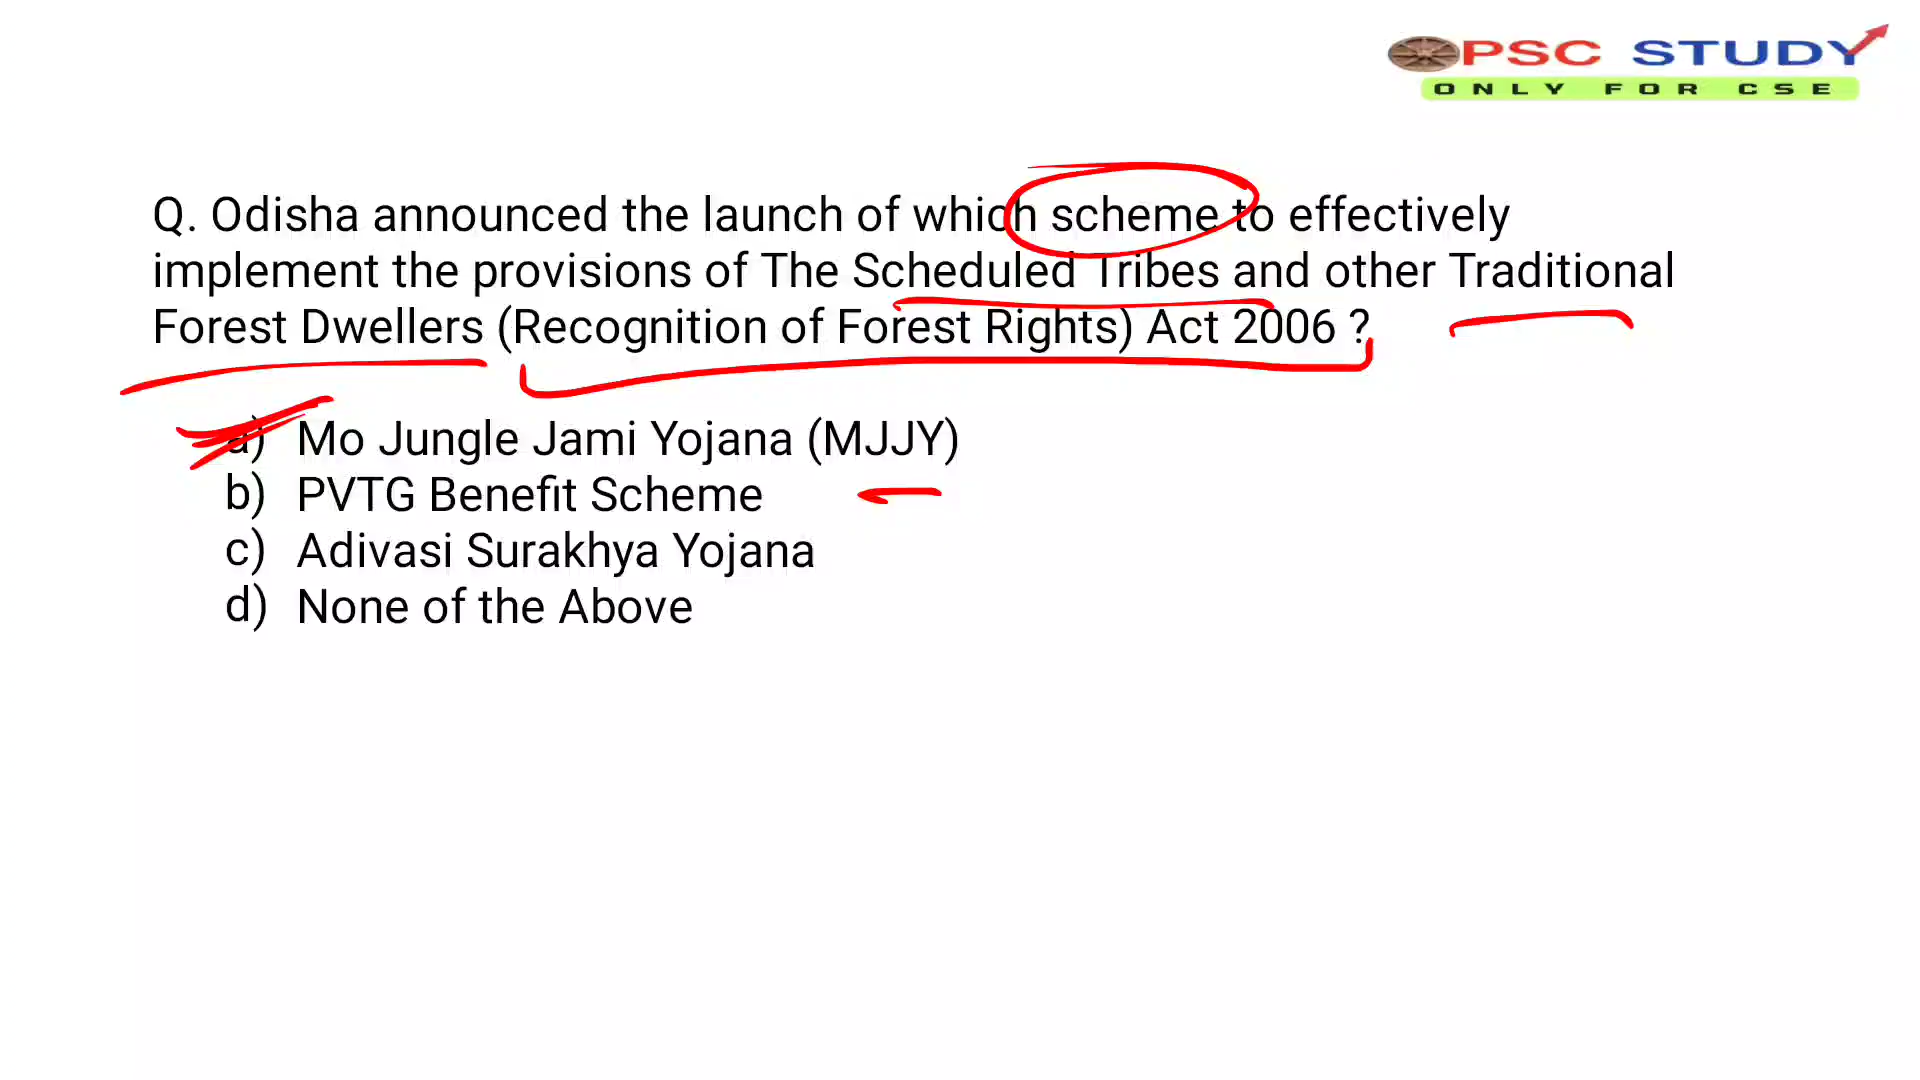 OPSC STUDY
ONLY FOR CSE
Q. Odisha announced the launch of which scheme to effectively
implement the provisions of The Scheduled Tribes and other Traditional
Forest Dwellers (Recognition of Forest Rights) Act 2006 ?
a) Mo Jungle Jami Yojana (MJJY)
b) PVTG Benefit Scheme
c) Adivasi Surakhya Yojana
d) None of the Above